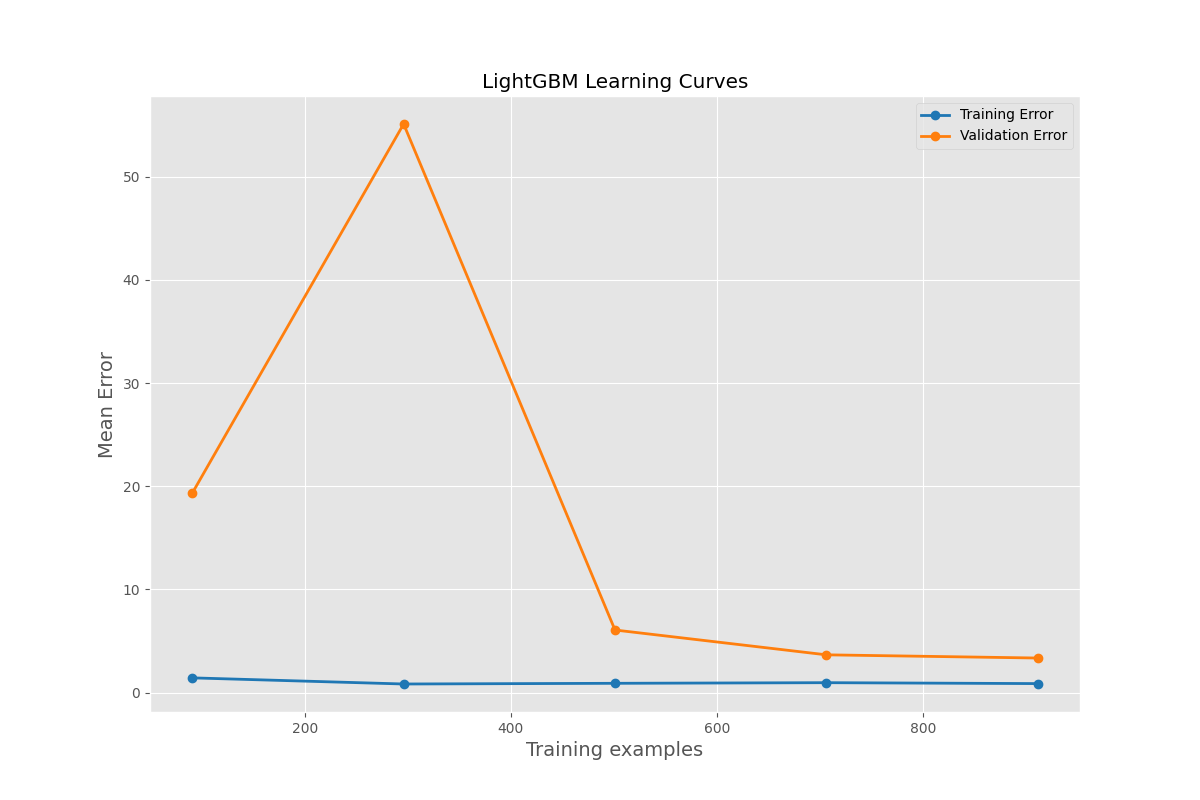 LightGBM Learning Curves
Training Error
Validation Error
50
40
30
20
10
0
Mean Error
200
400
600
800
Training examples